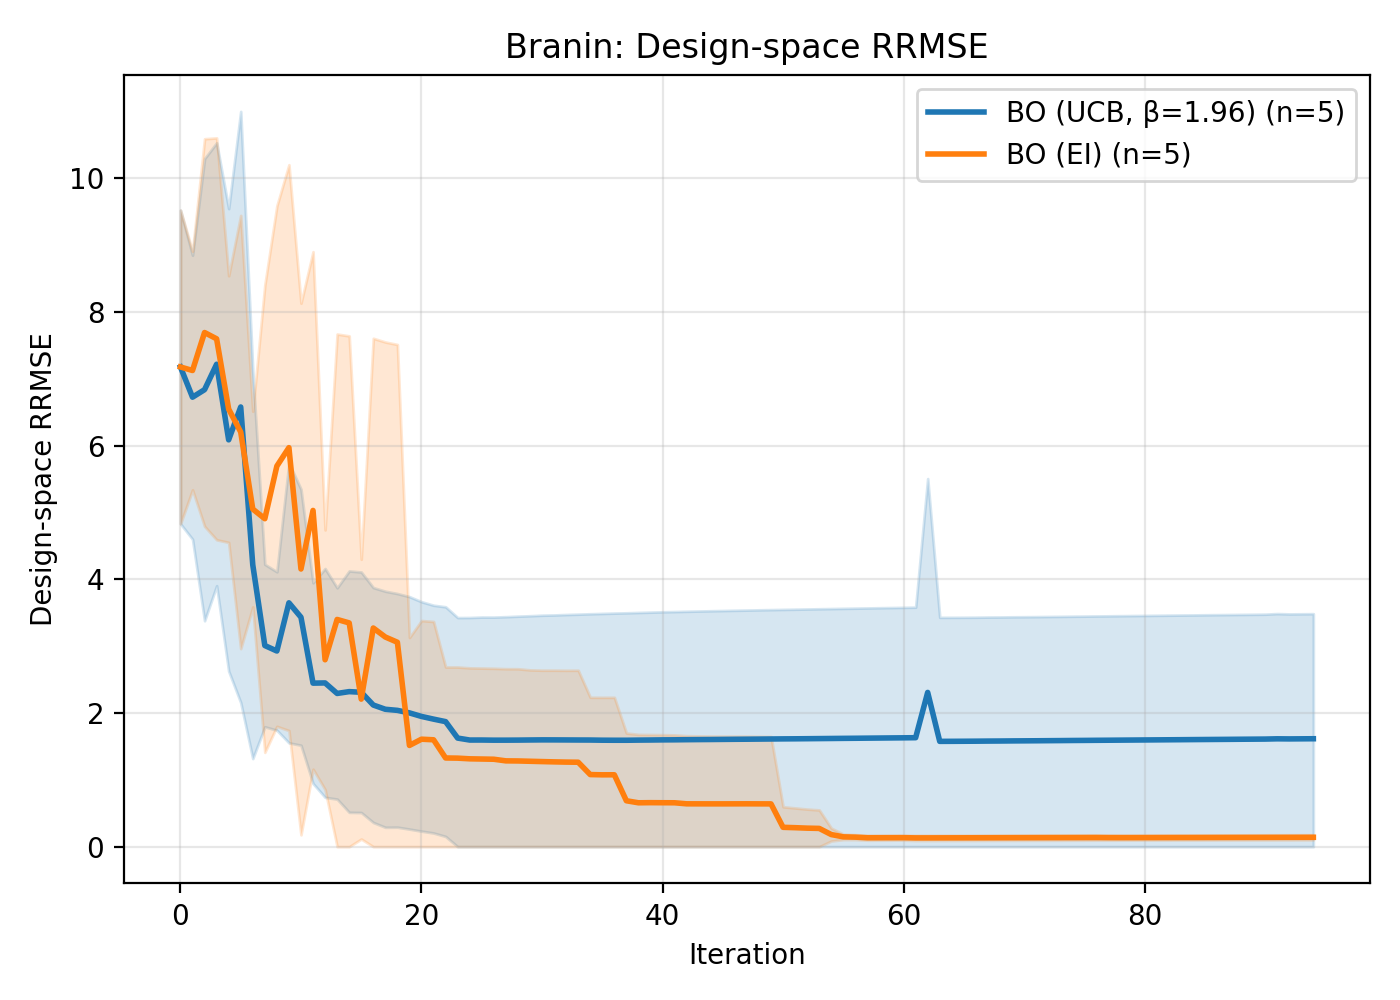 Branin: Design-space RRMSE
BO (UCB, β=1.96) (n=5)
BO (EI) (n=5)
Design-space RRMSE
10
8
6
4
2
0
0 20 40 60 80
Iteration